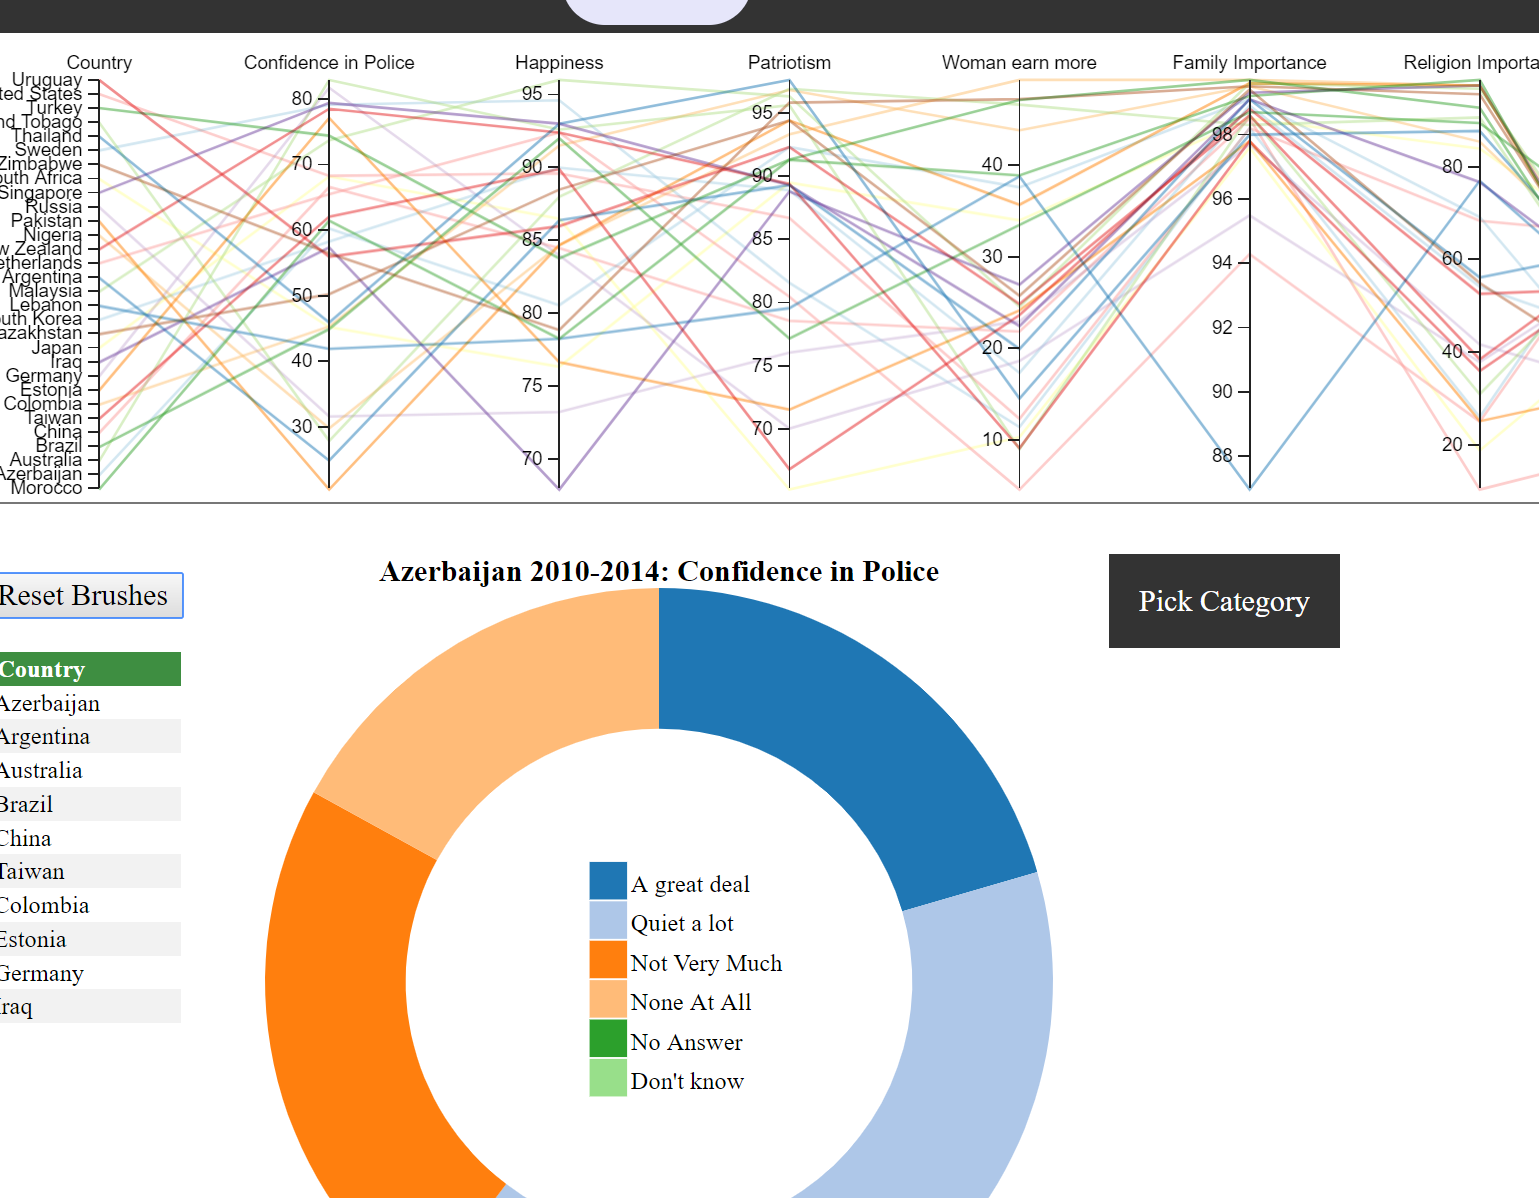 Country Confidence in Police Happiness Patriotism Woman earn more Family Importance Religion Importa
Uruguay
ted States
Turkey
nd Tobago
Thailand
Sweden
Zimbabwe
outh Africa
Singapore
Russia
Pakistan
Nigeria
w Zealand
etherlands
Argentina
Malaysia
Lebanon
outh Korea
azakhstan
Japan
Iraq
Germany
Estonia
Colombia
Taiwan
China
Brazil
Australia
Azerbaijan
Morocco
80
70
60
50
40
30
95
90
85
80
75
70
95
90
85
80
75
70
40
30
20
10
98
96
94
92
90
88
80
60
40
20
Reset Brushes
Azerbaijan 2010-2014: Confidence in Police
Pick Category
Country
Azerbaijan
Argentina
Australia
Brazil
China
Taiwan
Colombia
Estonia
Germany
Iraq
A great deal
Quiet a lot
Not Very Much
None At All
No Answer
Don't know